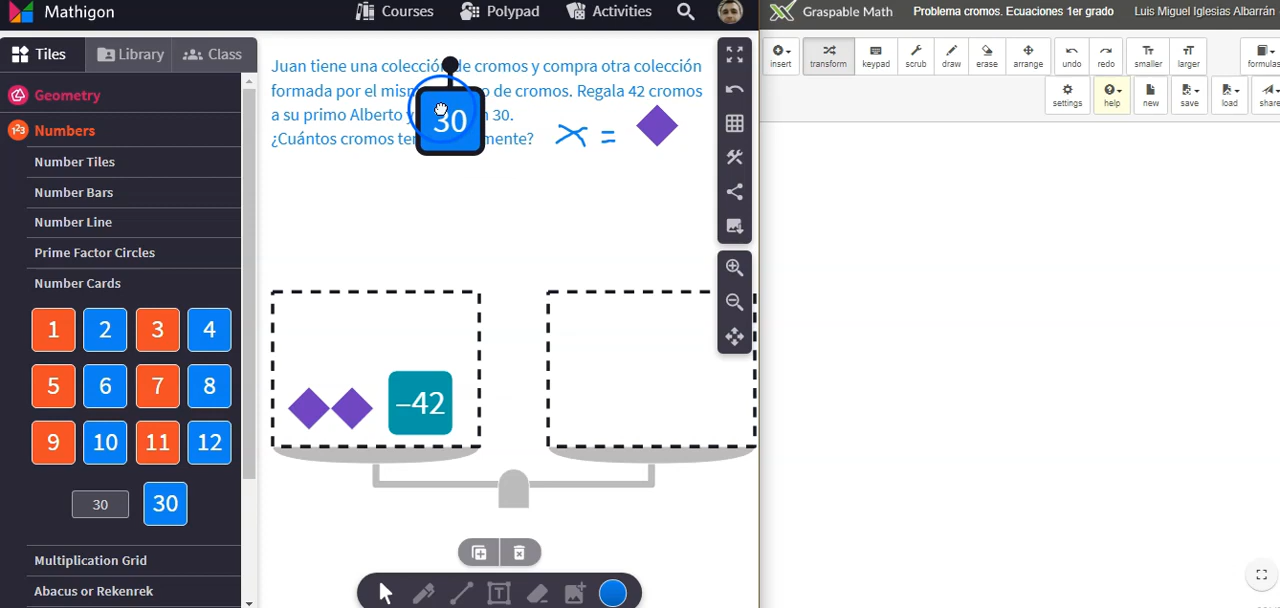 Mathigon
Courses
Polypad
Activities
Tiles
Library
Class
Geometry
Numbers
Number Tiles
Number Bars
Number Line
Prime Factor Circles
Number Cards
1 2 3 4
5 6 7 8
9 10 11 12
30 30
Multiplication Grid
Abacus or Rekenrek
Juan tiene una colección de cromos y compra otra colección
formada por el mism o de cromos. Regala 42 cromos
a su primo Alberto y n 30.
¿Cuántos cromos ten mente?
x =
30
−42
Graspable Math
Problema cromos. Ecuaciones 1er grado
Luis Miguel Iglesias Albarrán
insert
transform
keypad
scrub
draw
erase
arrange
undo
redo
smaller
larger
formulas
settings
help
new
save
load
share